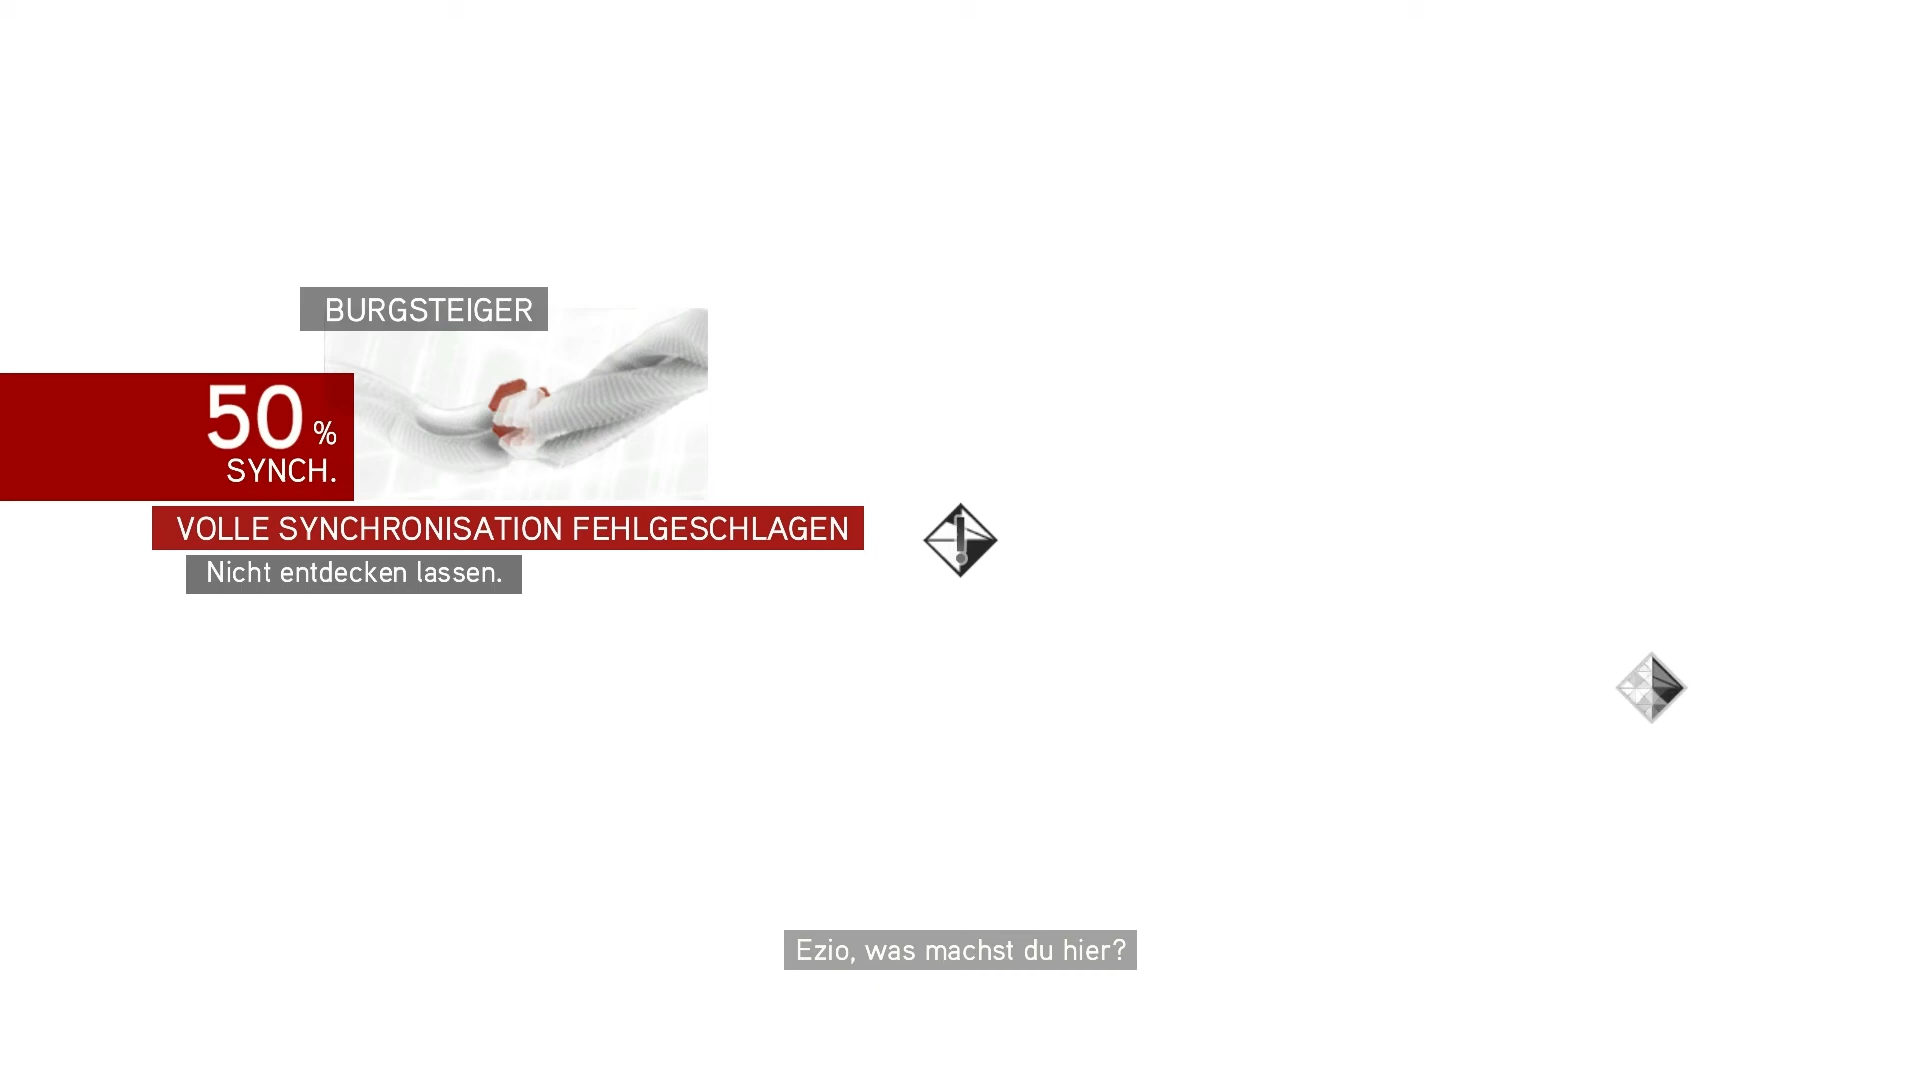 BURGSTEIGER
50 %
SYNCH.
VOLLE SYNCHRONISATION FEHLGESCHLAGEN
Nicht entdecken lassen.
Ezio, was machst du hier?